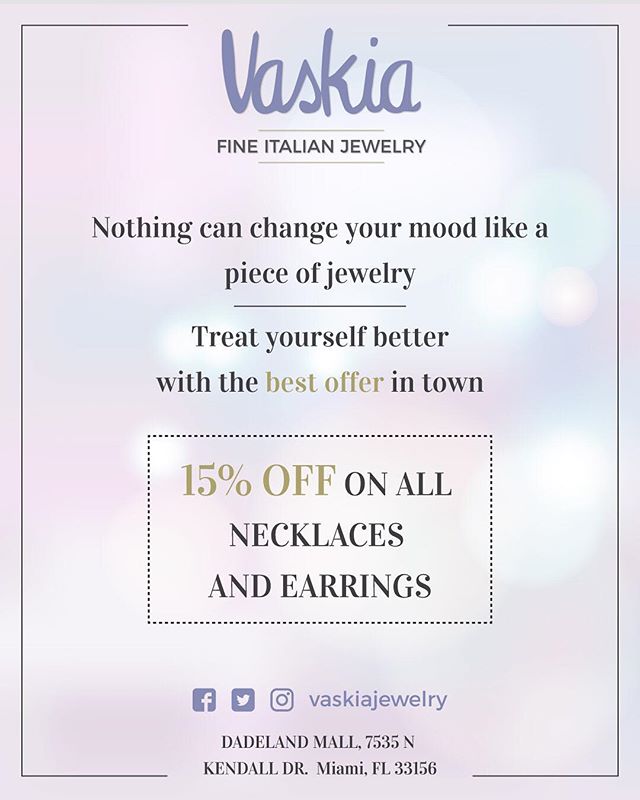 Vaskia
FINE ITALIAN JEWELRY
Nothing can change your mood like a
piece of jewelry
Treat yourself better
with the best offer in town
15% OFF ON ALL
NECKLACES
AND EARRINGS
vaskiajewelry
DADELAND MALL, 7535 N
KENDALL DR. Miami, FL 33156